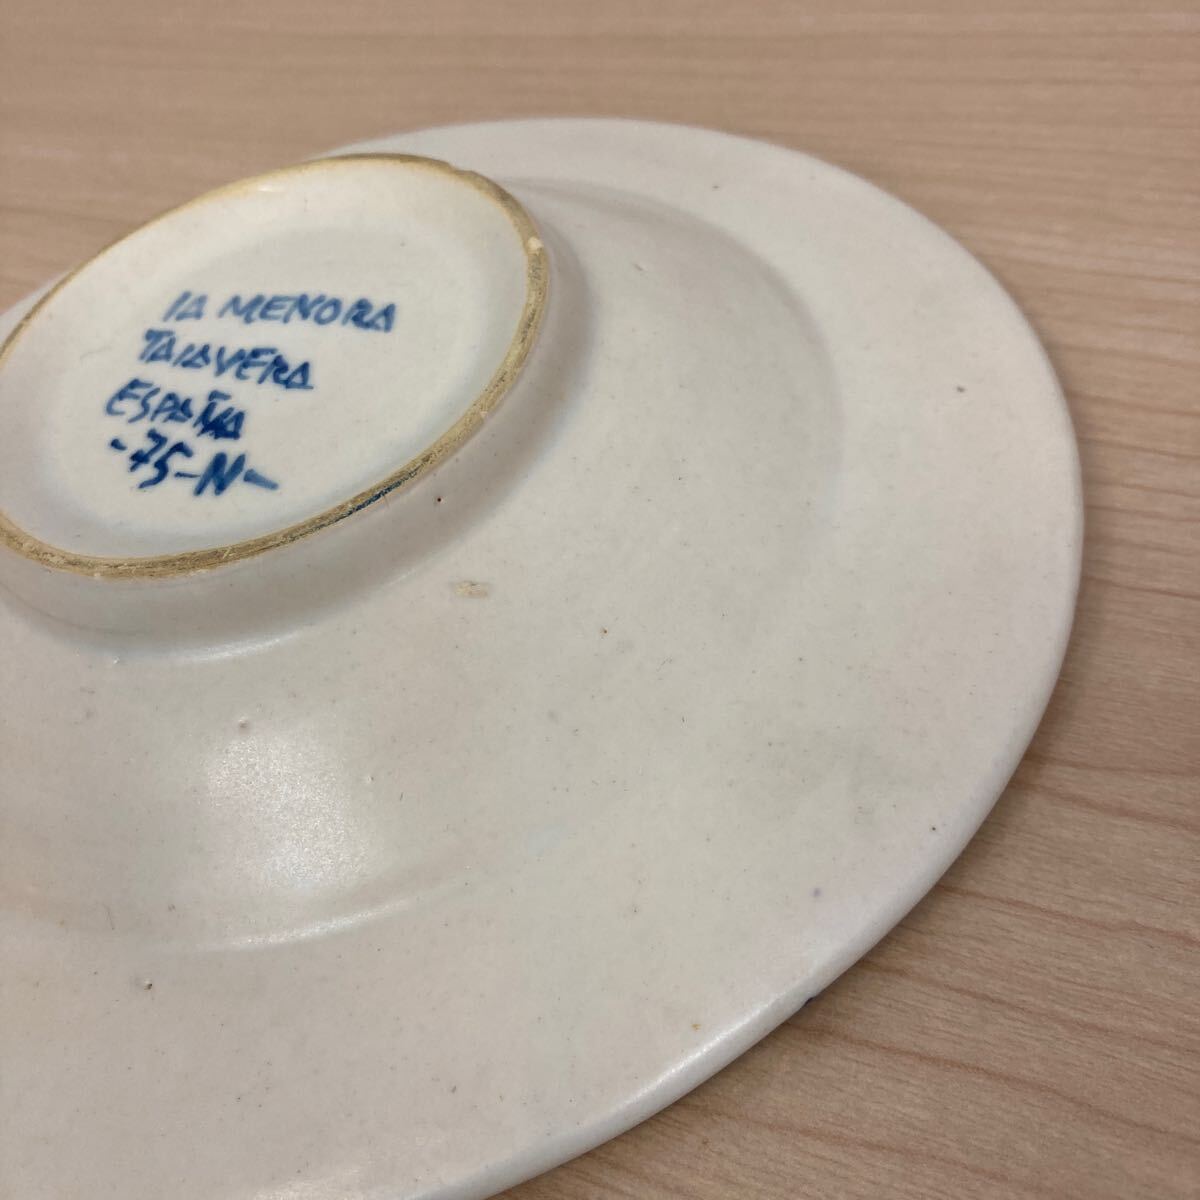 LA MENORA
TALAVERA
ESPAÑA
-75-N-